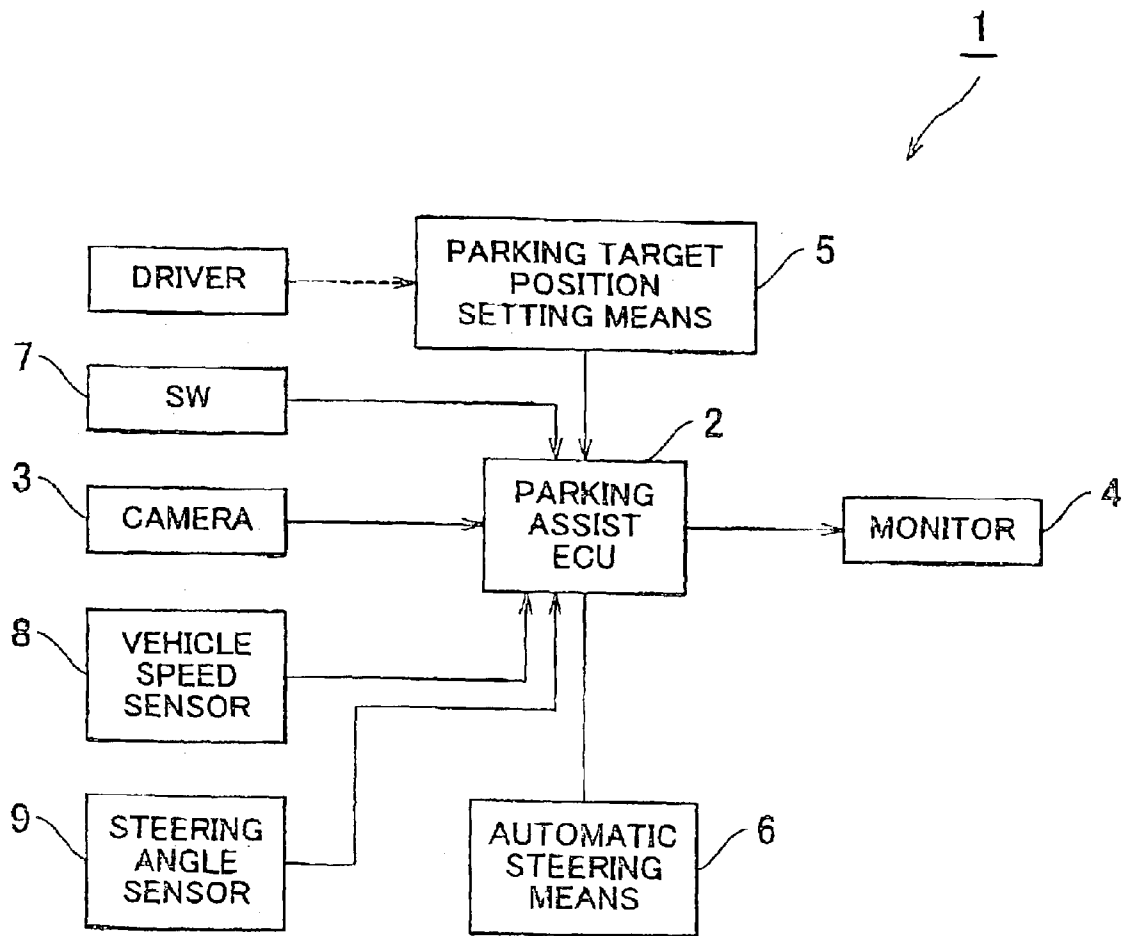 1
DRIVER
PARKING TARGET
POSITION
SETTING MEANS
5
7
SW
2
3
CAMERA
PARKING
ASSIST
ECU
MONITOR
4
8
VEHICLE
SPEED
SENSOR
9
STEERING
ANGLE
SENSOR
AUTOMATIC
STEERING
MEANS
6